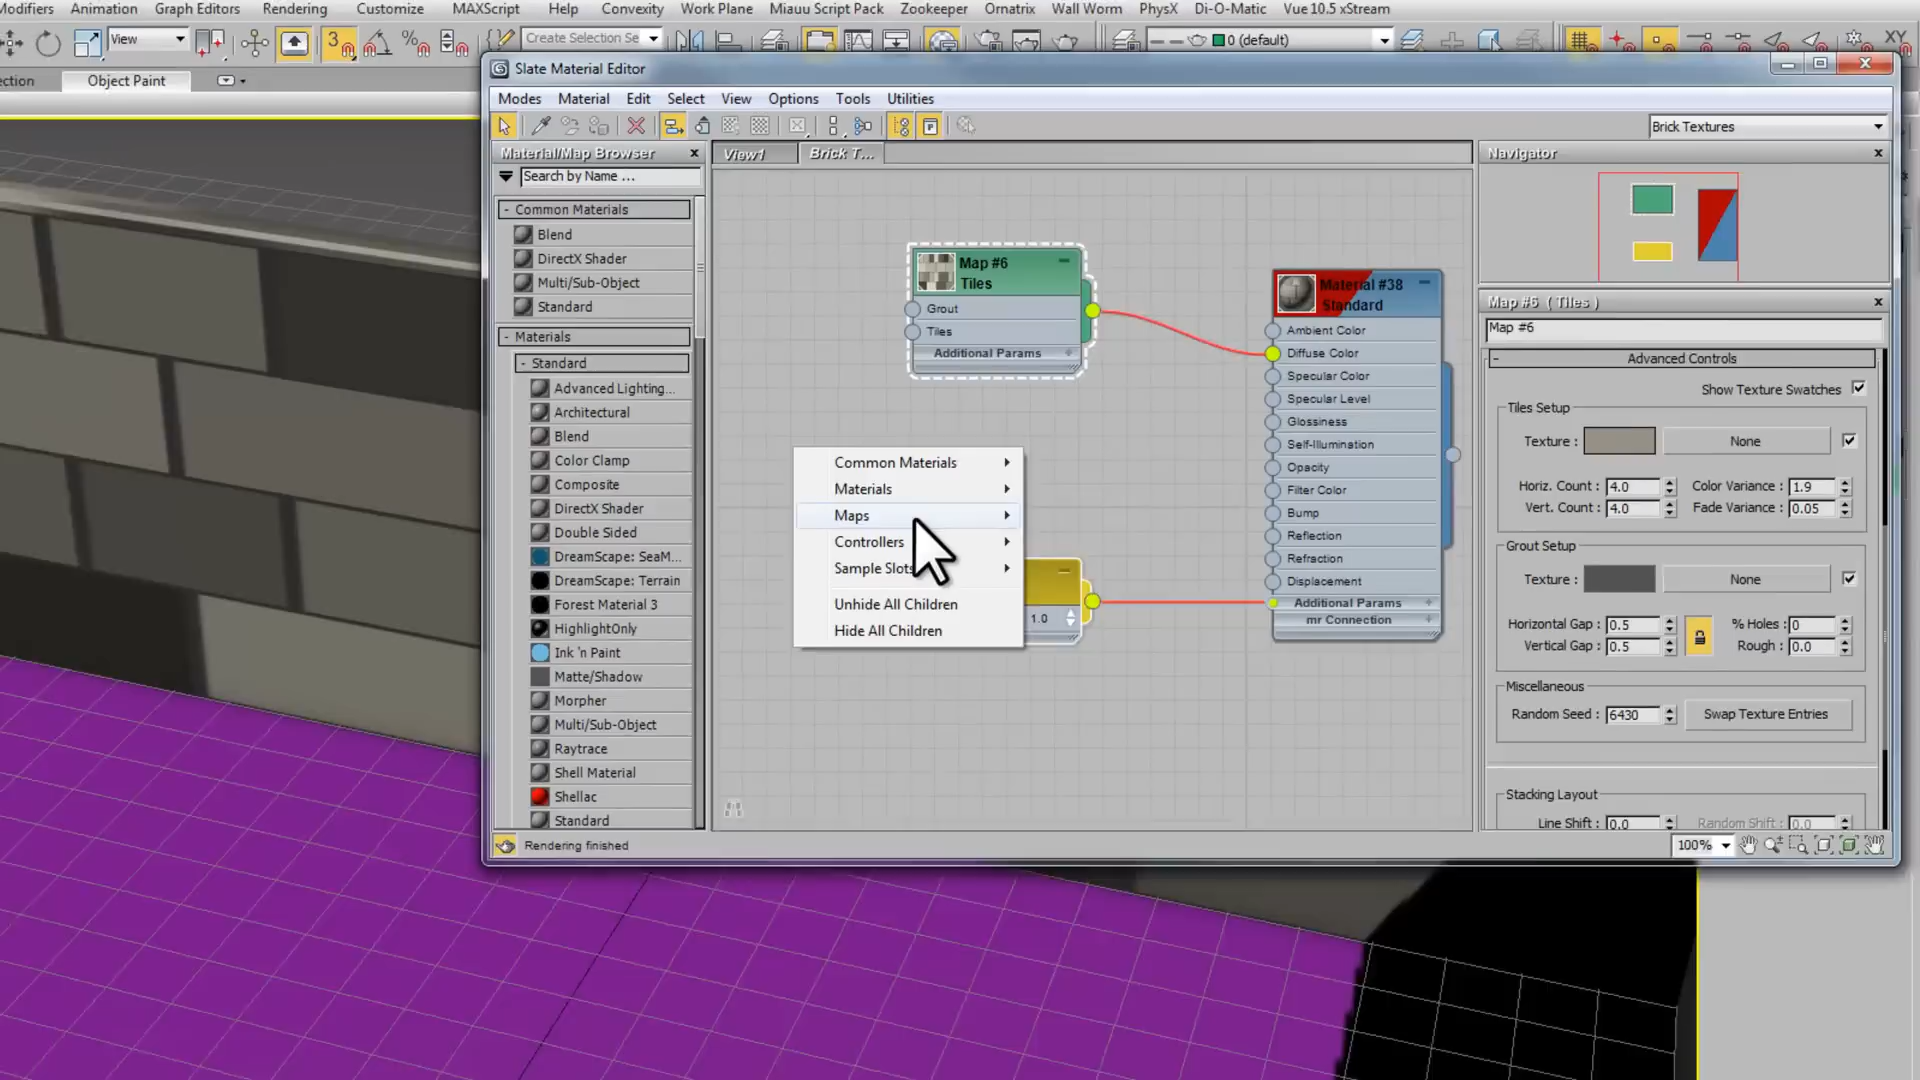 Modifiers Animation Graph Editors Rendering Customize MAXScript Help Convexity Work Plane Miauu Script Pack Zookeeper Ornatrix Wall Worm PhysX Di-O-Matic Vue 10.5 xStream
View 3 Create Selection Se 0 (default) XY
ection Object Paint
Slate Material Editor
Modes Material Edit Select View Options Tools Utilities
Brick Textures
Material/Map Browser
Search by Name ...
- Common Materials
Blend
DirectX Shader
Multi/Sub-Object
Standard
- Materials
- Standard
Advanced Lighting...
Architectural
Blend
Color Clamp
Composite
DirectX Shader
Double Sided
DreamScape: SeaM...
DreamScape: Terrain
Forest Material 3
HighlightOnly
Ink 'n Paint
Matte/Shadow
Morpher
Multi/Sub-Object
Raytrace
Shell Material
Shellac
Standard
View1 Brick T...
Map #6
Tiles
Grout
Tiles
Additional Params
Common Materials
Materials
Maps
Controllers
Sample Slots
Unhide All Children
Hide All Children
1.0
Material #38
Standard
Ambient Color
Diffuse Color
Specular Color
Specular Level
Glossiness
Self-Illumination
Opacity
Filter Color
Bump
Reflection
Refraction
Displacement
Additional Params
mr Connection
Navigator
Map #6 ( Tiles )
Map #6
- Advanced Controls
Show Texture Swatches
Tiles Setup
Texture : None
Horiz. Count : 4.0 Color Variance : 1.9
Vert. Count : 4.0 Fade Variance : 0.05
Grout Setup
Texture : None
Horizontal Gap : 0.5 % Holes : 0
Vertical Gap : 0.5 Rough : 0.0
Miscellaneous
Random Seed : 6430 Swap Texture Entries
Stacking Layout
Line Shift : 0.0 Random Shift : 0.0
Rendering finished
100%